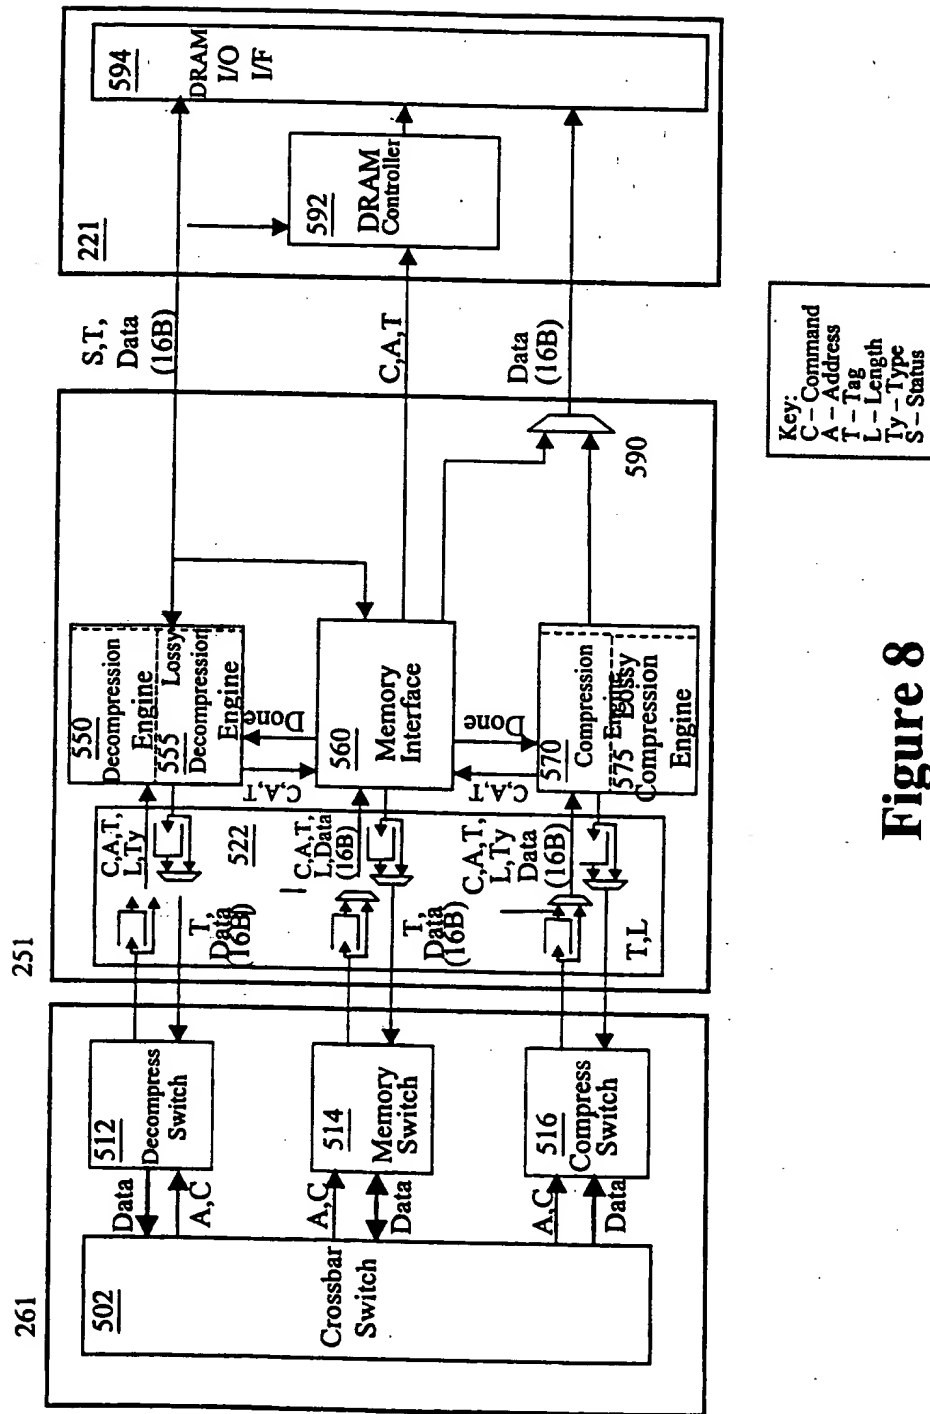 261
502
Crossbar
Switch
Data
A,C
A,C
Data
A,C
Data
512
Decompress
Switch
514
Memory
Switch
516
Compress
Switch
251
522
C,A,T,
L,Ty
T,
Data
(16B)
C,A,T,
L,Data
(16B)
T,
Data
(16B)
C,A,T,
L,Ty
Data
(16B)
T,L
550
Decompression
Engine
555 Lossy
Decompression
Engine
C,A,T
Done
560
Memory
Interface
C,A,T
Done
570
Compression
Engine
575 Lossy
Compression
Engine
590
S,T,
Data
(16B)
C,A,T
Data
(16B)
221
592
DRAM
Controller
594
DRAM
I/O
I/F
Key:
C – Command
A – Address
T – Tag
L – Length
Ty – Type
S – Status
Figure 8